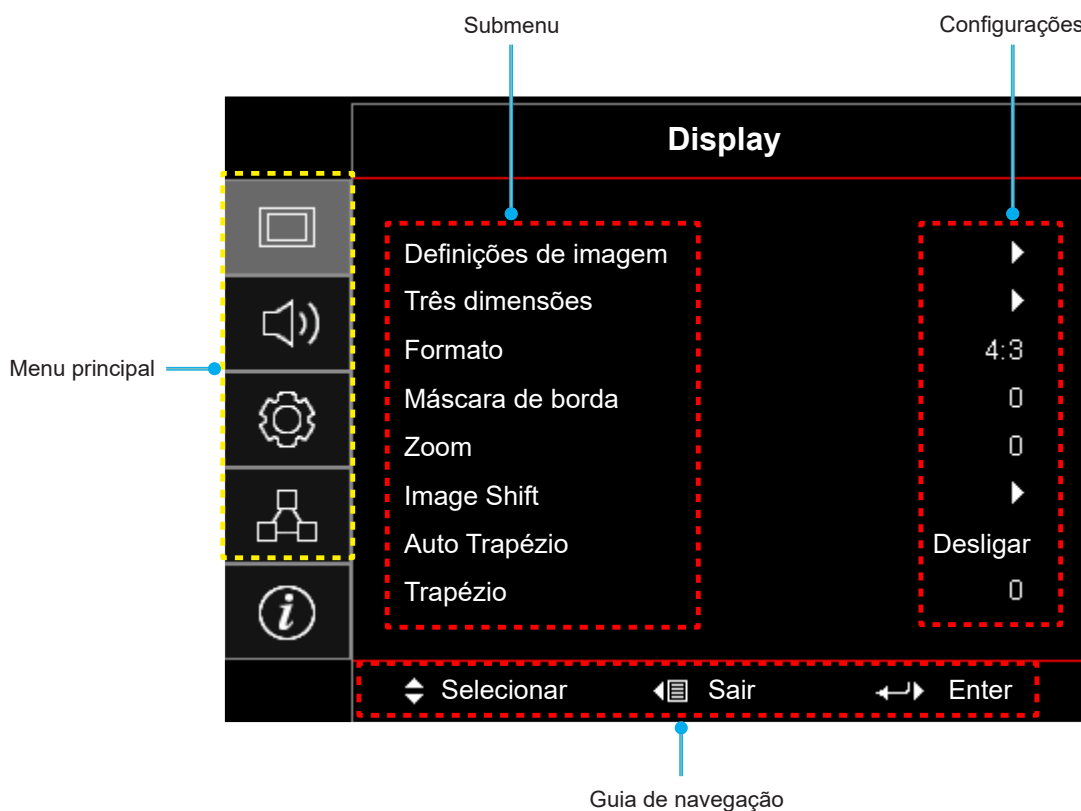 Submenu
Configurações
Display
Definições de imagem
Três dimensões
Formato 4:3
Menu principal
Máscara de borda 0
Zoom 0
Image Shift
Auto Trapézio Desligar
Trapézio 0
Selecionar Sair Enter
Guia de navegação